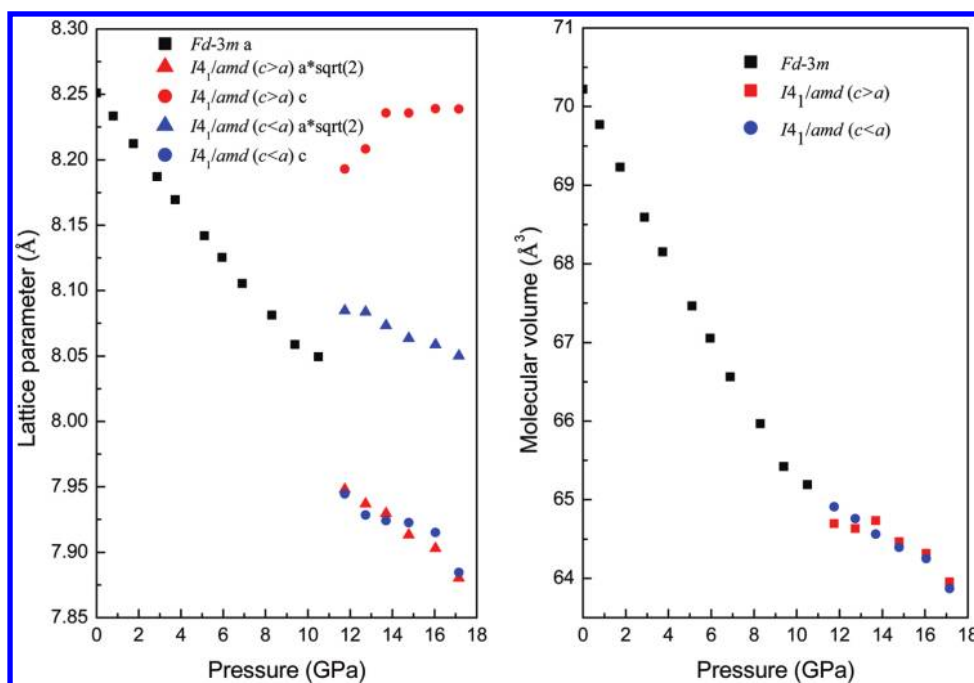 8.30
8.25
8.20
8.15
8.10
8.05
8.00
7.95
7.90
7.85
Lattice parameter (Å)
Fd-3m a
I4₁/amd (c>a) a*sqrt(2)
I4₁/amd (c>a) c
I4₁/amd (c<a) a*sqrt(2)
I4₁/amd (c<a) c
0 2 4 6 8 10 12 14 16 18
Pressure (GPa)
71
70
69
68
67
66
65
64
Molecular volume (Å³)
Fd-3m
I4₁/amd (c>a)
I4₁/amd (c<a)
0 2 4 6 8 10 12 14 16 18
Pressure (GPa)